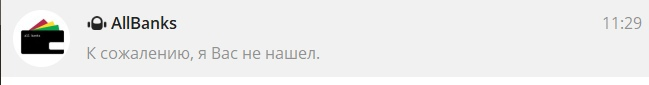 AllBanks
11:29
К сожалению, я Вас не нашел.